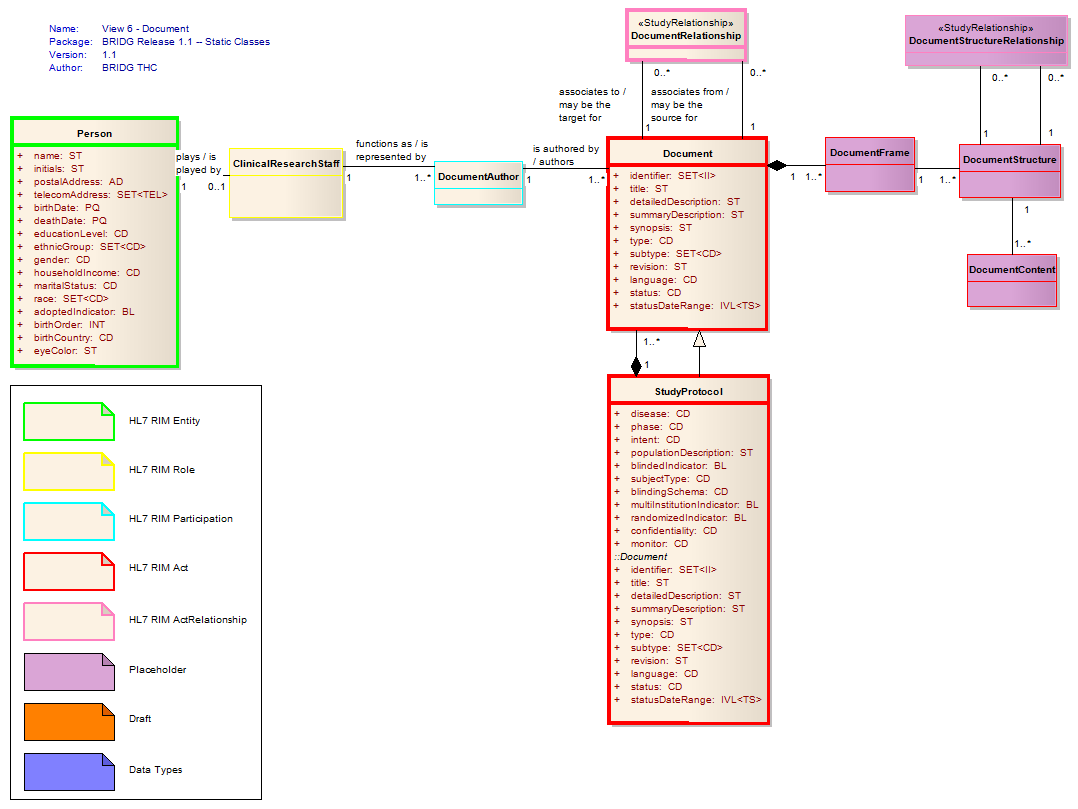 Name: View 6 - Document
Package: BRIDG Release 1.1 -- Static Classes
Version: 1.1
Author: BRIDG THC
«StudyRelationship»
DocumentRelationship
«StudyRelationship»
DocumentStructureRelationship
0..*
0..*
0..*
0..*
associates to /
may be the
target for
associates from /
may be the
source for
1
1
1
1
Person
+ name: ST
+ initials: ST
+ postalAddress: AD
+ telecomAddress: SET<TEL>
+ birthDate: PQ
+ deathDate: PQ
+ educationLevel: CD
+ ethnicGroup: SET<CD>
+ gender: CD
+ householdIncome: CD
+ maritalStatus: CD
+ race: SET<CD>
+ adoptedIndicator: BL
+ birthOrder: INT
+ birthCountry: CD
+ eyeColor: ST
plays / is
played by
1
0..1
ClinicalResearchStaff
functions as / is
represented by
1
1..*
DocumentAuthor
is authored by
/ authors
1
1..*
Document
+ identifier: SET<II>
+ title: ST
+ detailedDescription: ST
+ summaryDescription: ST
+ synopsis: ST
+ type: CD
+ subtype: SET<CD>
+ revision: ST
+ language: CD
+ status: CD
+ statusDateRange: IVL<TS>
1
1..*
DocumentFrame
1
1..*
DocumentStructure
1
1..*
DocumentContent
1..*
1
StudyProtocol
+ disease: CD
+ phase: CD
+ intent: CD
+ populationDescription: ST
+ blindedIndicator: BL
+ subjectType: CD
+ blindingSchema: CD
+ multiInstitutionIndicator: BL
+ randomizedIndicator: BL
+ confidentiality: CD
+ monitor: CD
::Document
+ identifier: SET<II>
+ title: ST
+ detailedDescription: ST
+ summaryDescription: ST
+ synopsis: ST
+ type: CD
+ subtype: SET<CD>
+ revision: ST
+ language: CD
+ status: CD
+ statusDateRange: IVL<TS>
HL7 RIM Entity
HL7 RIM Role
HL7 RIM Participation
HL7 RIM Act
HL7 RIM ActRelationship
Placeholder
Draft
Data Types